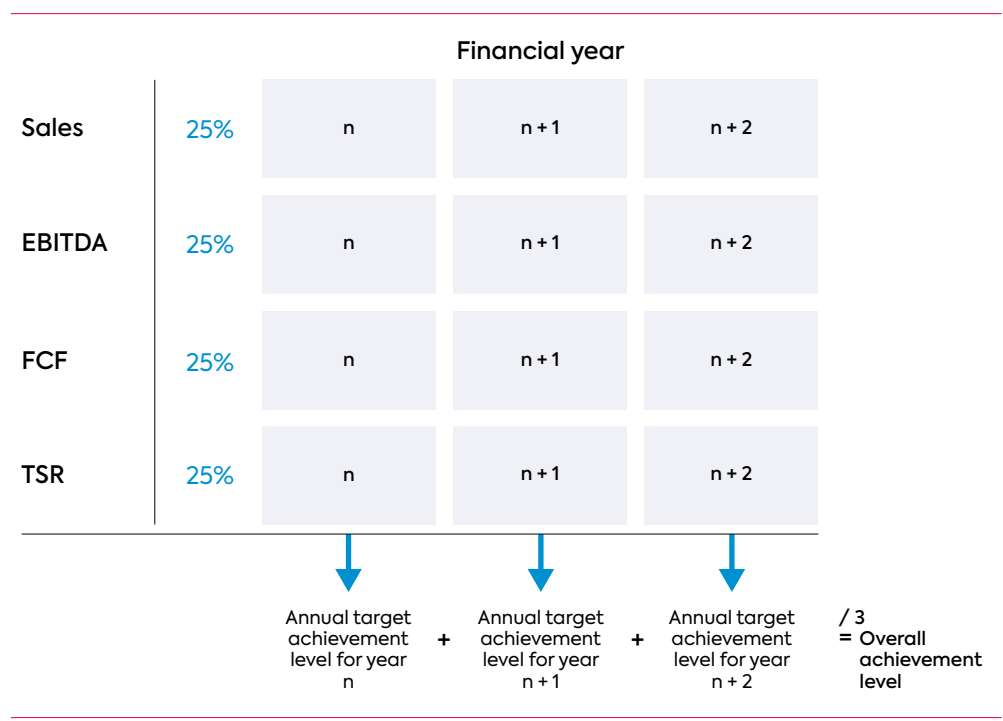 Financial year
Sales 25% n n + 1 n + 2
EBITDA 25% n n + 1 n + 2
FCF 25% n n + 1 n + 2
TSR 25% n n + 1 n + 2
Annual target
achievement
level for year
n
+
Annual target
achievement
level for year
n + 1
+
Annual target
achievement
level for year
n + 2
/ 3
= Overall
achievement
level